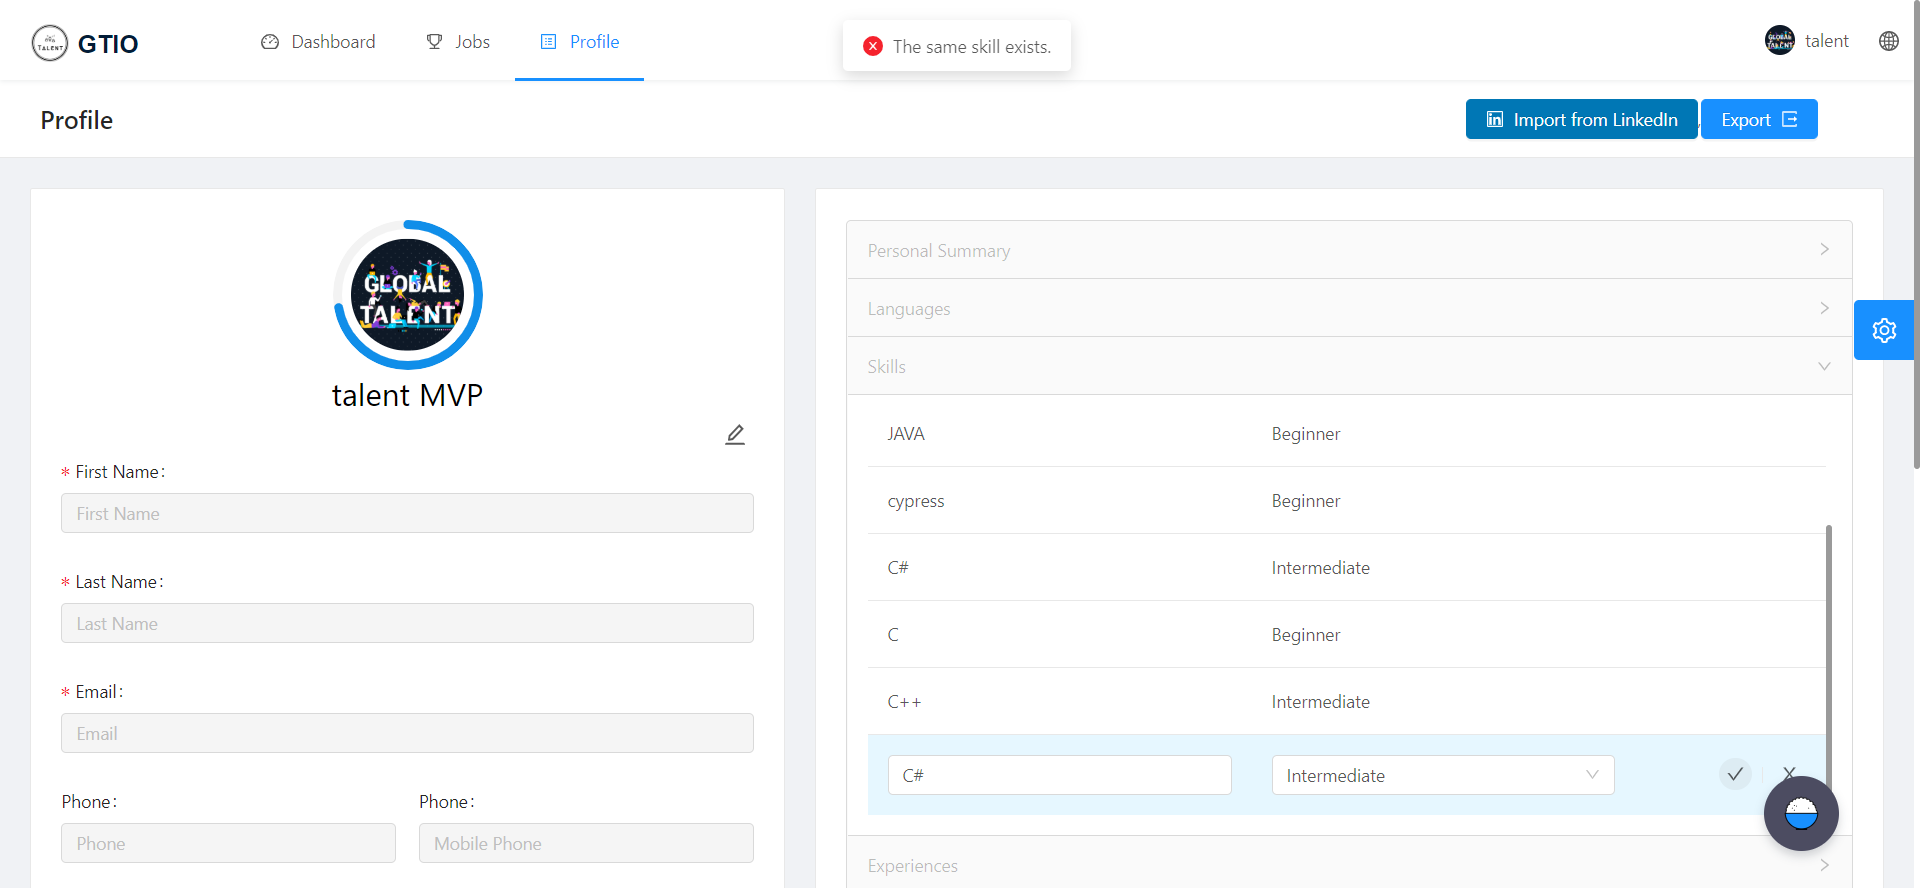 TALENT
GTIO
Dashboard
Jobs
Profile
The same skill exists.
talent
Profile
Import from LinkedIn
Export
GLOBAL
TALENT
talent MVP
* First Name:
First Name
* Last Name:
Last Name
* Email:
Email
Phone:
Phone:
Phone
Mobile Phone
Personal Summary
Languages
Skills
JAVA
Beginner
cypress
Beginner
C#
Intermediate
C
Beginner
C++
Intermediate
C#
Intermediate
Experiences